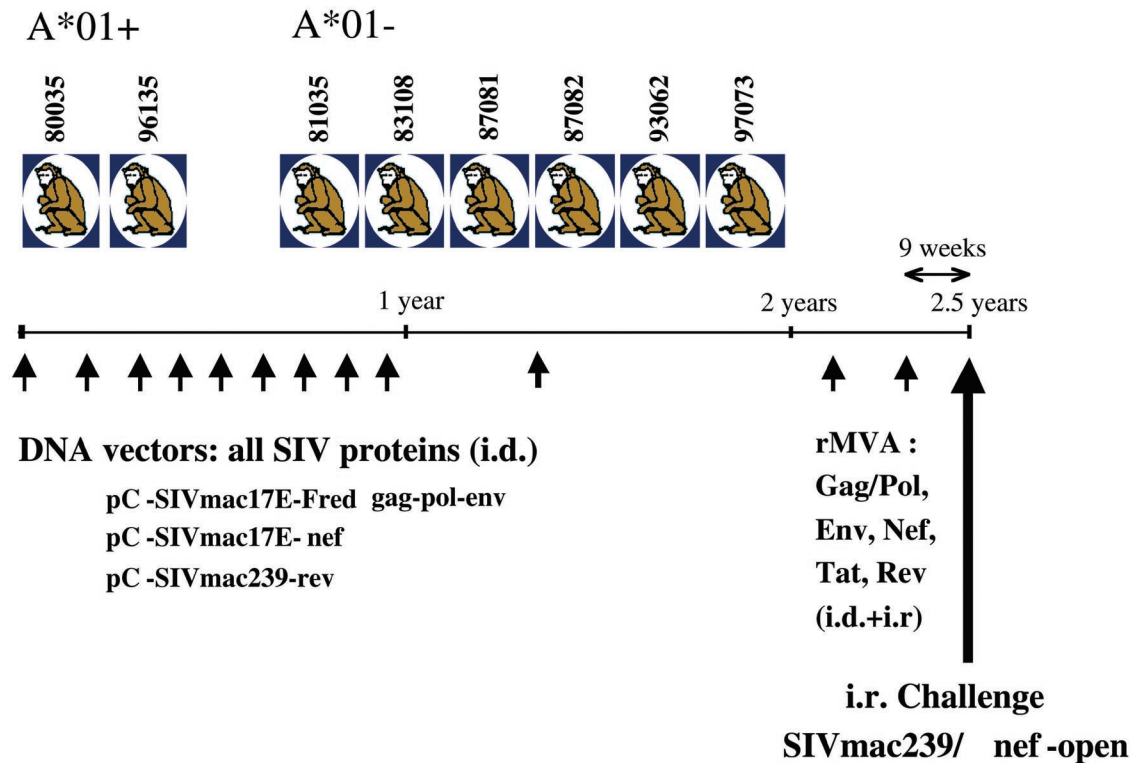 A*01+ A*01-
80035 96135 81035 83108 87081 87082 93062 97073
9 weeks
1 year 2 years 2.5 years
DNA vectors: all SIV proteins (i.d.)
pC -SIVmac17E-Fred gag-pol-env
pC -SIVmac17E- nef
pC -SIVmac239-rev
rMVA :
Gag/Pol,
Env, Nef,
Tat, Rev
(i.d.+i.r)
i.r. Challenge
SIVmac239/ nef -open